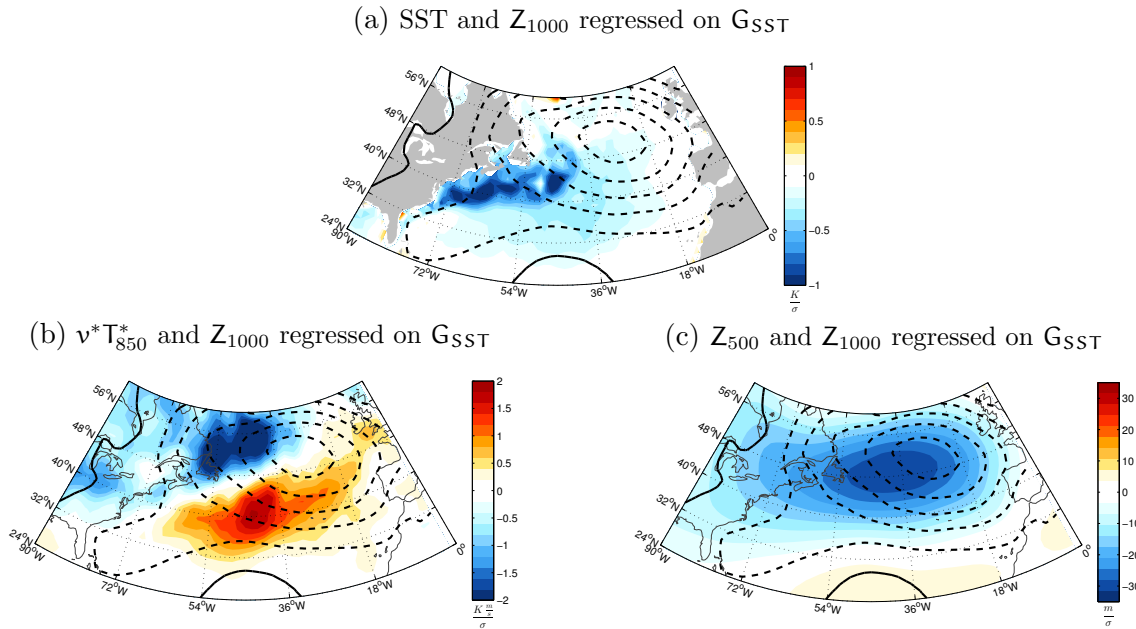 (a) SST and Z1000 regressed on GSST
56°N
48°N
40°N
32°N
24°N
90°W
72°W
54°W
36°W
18°W
0°
1
0.5
0
−0.5
−1
K
σ
(b) v*T*850 and Z1000 regressed on GSST
56°N
48°N
40°N
32°N
24°N
90°W
72°W
54°W
36°W
18°W
0°
2
1.5
1
0.5
0
−0.5
−1
−1.5
−2
K m/s
σ
(c) Z500 and Z1000 regressed on GSST
56°N
48°N
40°N
32°N
24°N
90°W
72°W
54°W
36°W
18°W
0°
30
20
10
0
−10
−20
−30
m
σ